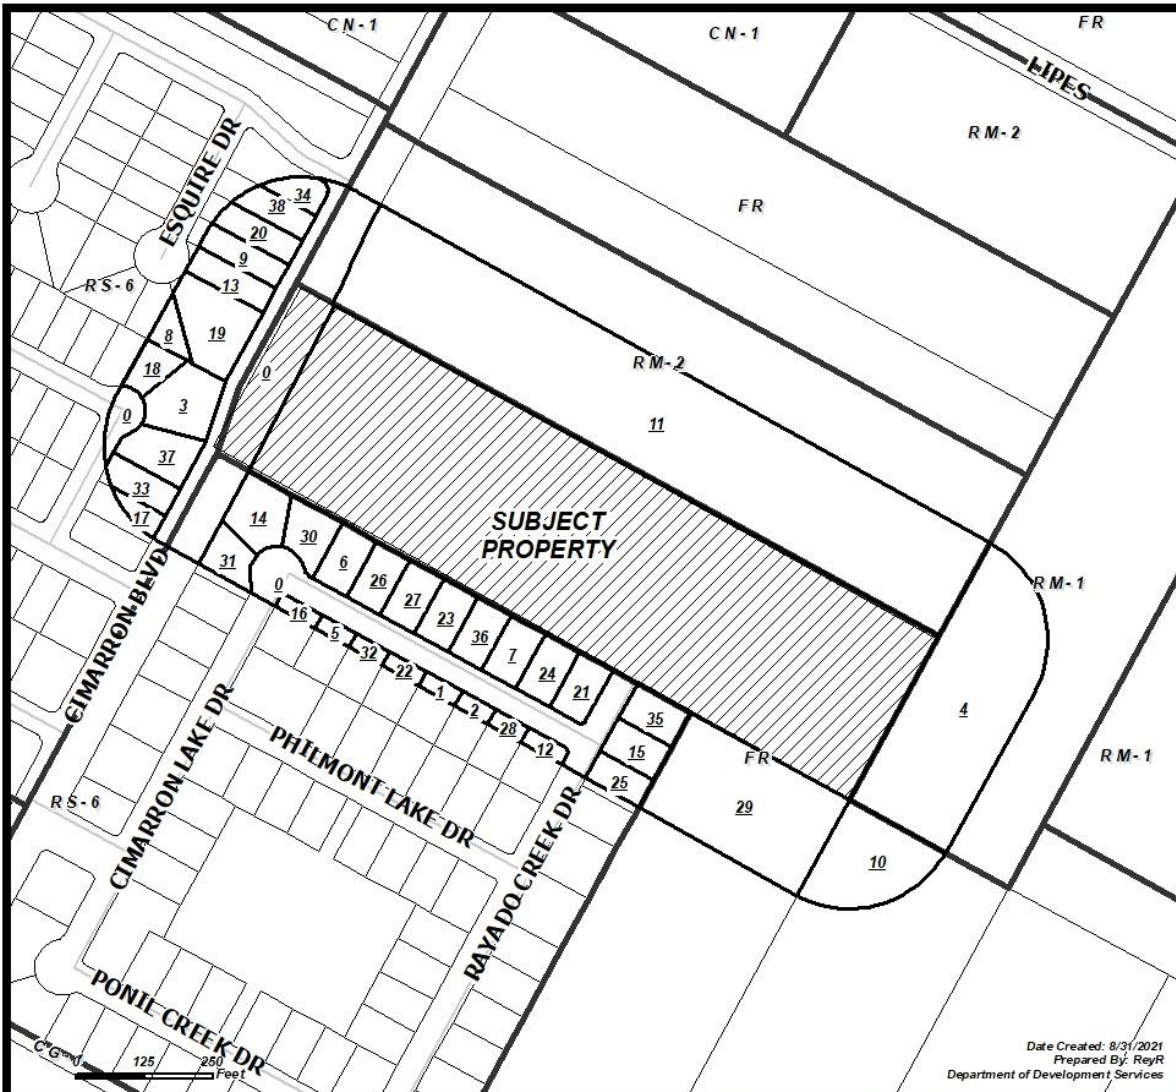 CN-1
CN-1
FR
LIPES
RM-2
ESQUIRE DR
34
38
20
9
13
FR
RS-6
8
19
18
0
RM-2
3
0
11
37
33
17
SUBJECT
PROPERTY
14
30
31
6
0
26
RM-1
27
16
23
5
36
32
7
22
24
1
21
2
28
12
35
15
25
FR
4
29
RM-1
10
CIMARRON BLVD
CIMARRON LAKE DR
PHILMONT LAKE DR
RAYADO CREEK DR
RS-6
PONIL CREEK DR
CG-
0 125 250
Feet
Date Created: 8/31/2021
Prepared By: ReyR
Department of Development Services